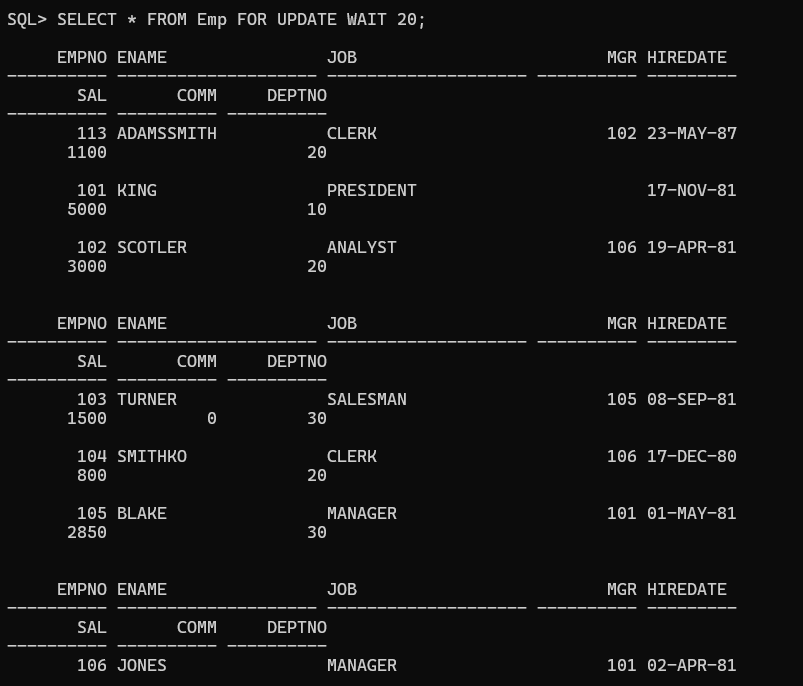 SQL> SELECT * FROM Emp FOR UPDATE WAIT 20;
     EMPNO ENAME                JOB                         MGR HIREDATE
---------- -------------------- -------------------- ---------- ---------
       SAL       COMM     DEPTNO
---------- ---------- ----------
       113 ADAMSSMITH           CLERK                       102 23-MAY-87
      1100                    20
       101 KING                 PRESIDENT                       17-NOV-81
      5000                    10
       102 SCOTLER              ANALYST                     106 19-APR-81
      3000                    20
     EMPNO ENAME                JOB                         MGR HIREDATE
---------- -------------------- -------------------- ---------- ---------
       SAL       COMM     DEPTNO
---------- ---------- ----------
       103 TURNER               SALESMAN                    105 08-SEP-81
      1500          0         30
       104 SMITHKO              CLERK                       106 17-DEC-80
       800                    20
       105 BLAKE                MANAGER                     101 01-MAY-81
      2850                    30
     EMPNO ENAME                JOB                         MGR HIREDATE
---------- -------------------- -------------------- ---------- ---------
       SAL       COMM     DEPTNO
---------- ---------- ----------
       106 JONES                MANAGER                     101 02-APR-81